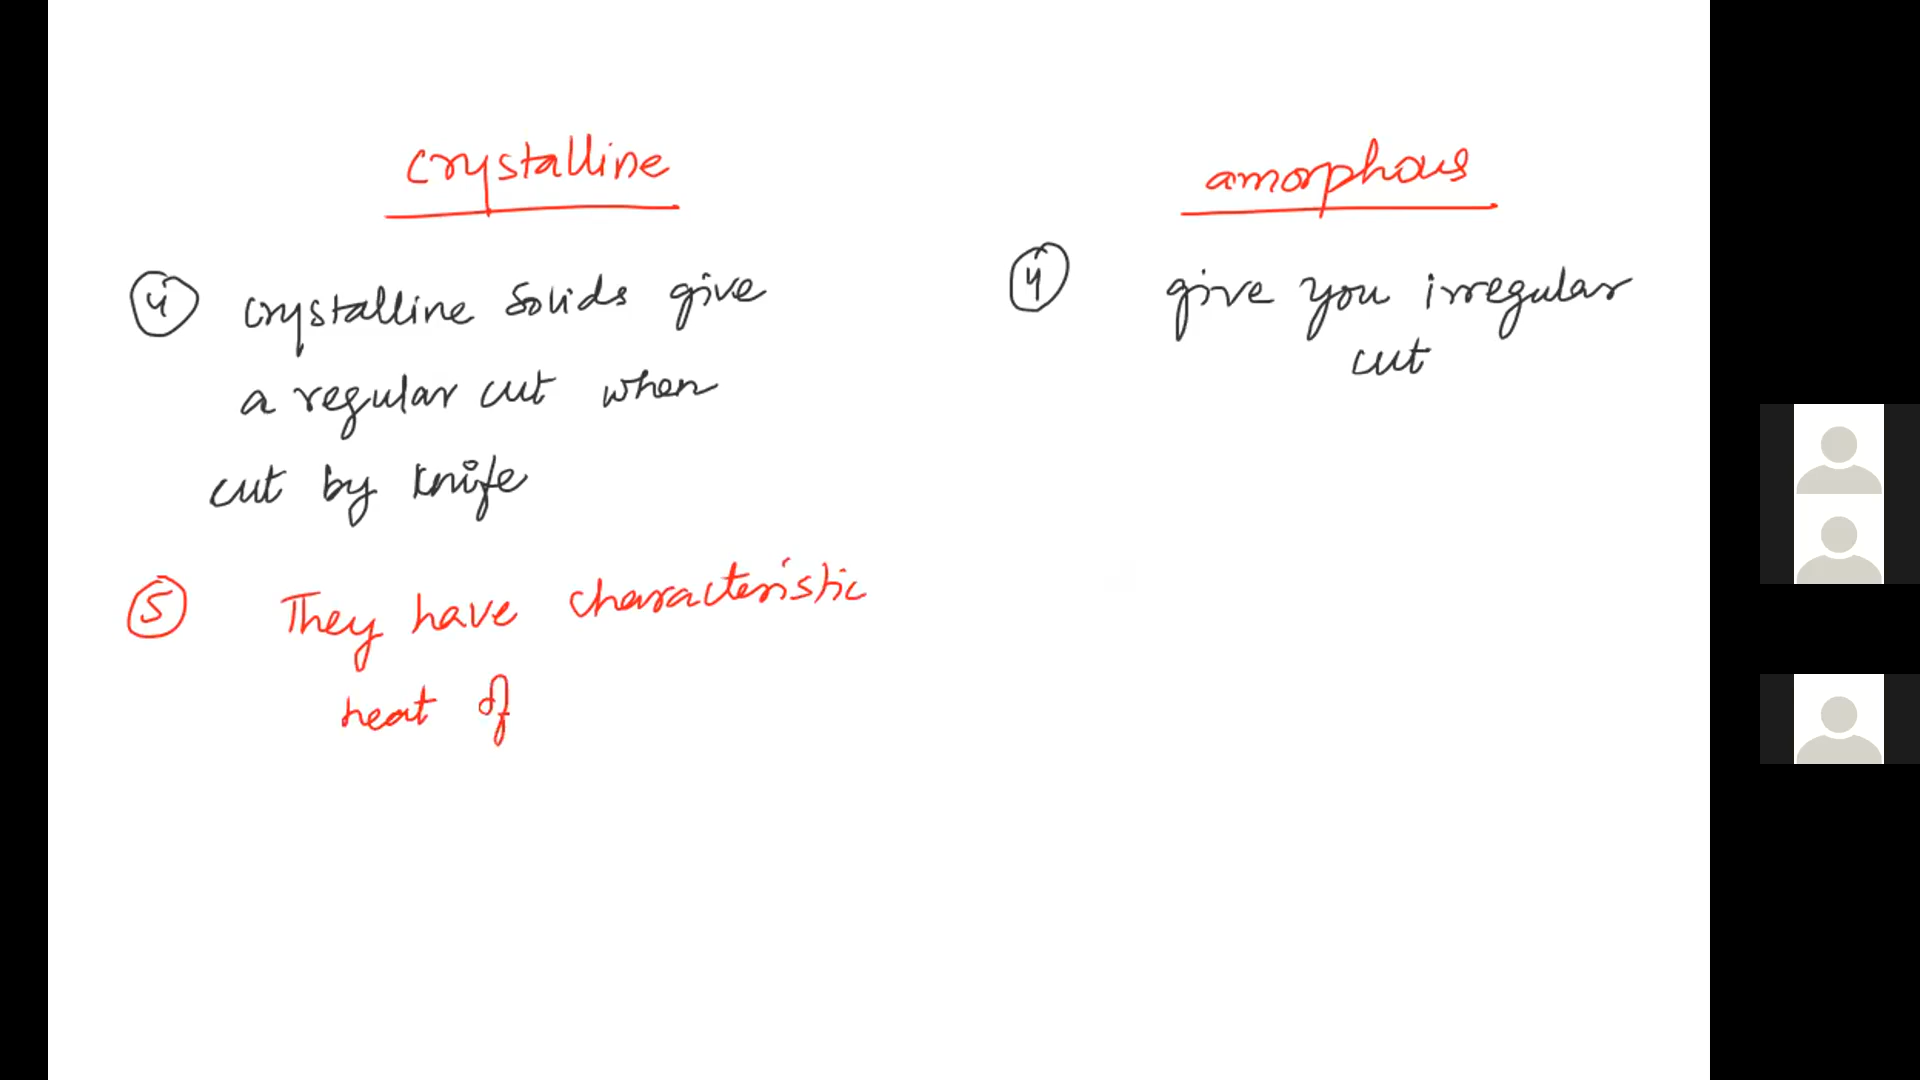 crystalline
amorphous
4 crystalline solids give
a regular cut when
cut by knife
4 give you irregular
cut
5 They have characteristic
heat of